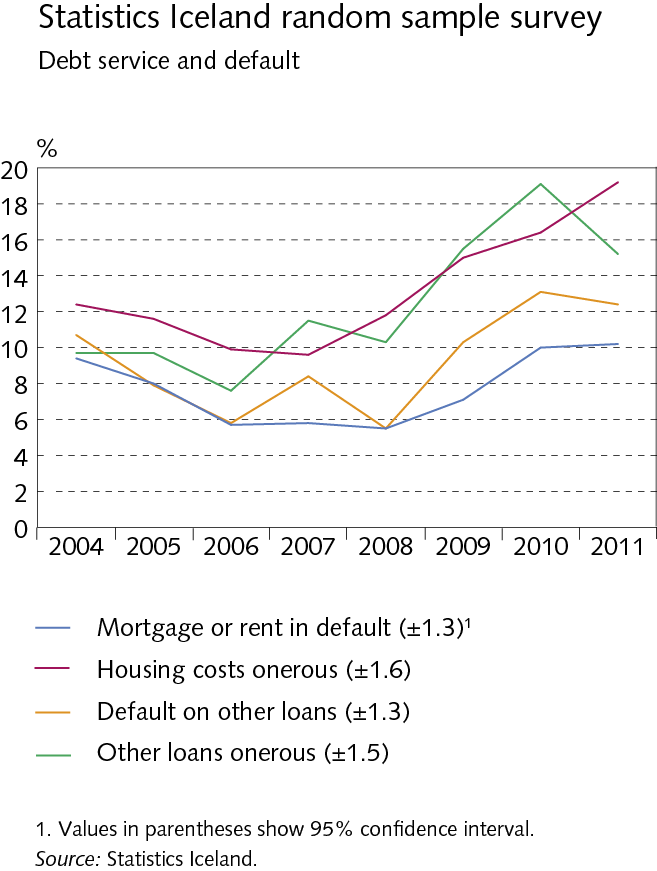 Statistics Iceland random sample survey
Debt service and default
%
20
18
16
14
12
10
8
6
4
2
0
2004 2005 2006 2007 2008 2009 2010 2011
Mortgage or rent in default (±1.3)¹
Housing costs onerous (±1.6)
Default on other loans (±1.3)
Other loans onerous (±1.5)
1. Values in parentheses show 95% confidence interval.
Source: Statistics Iceland.